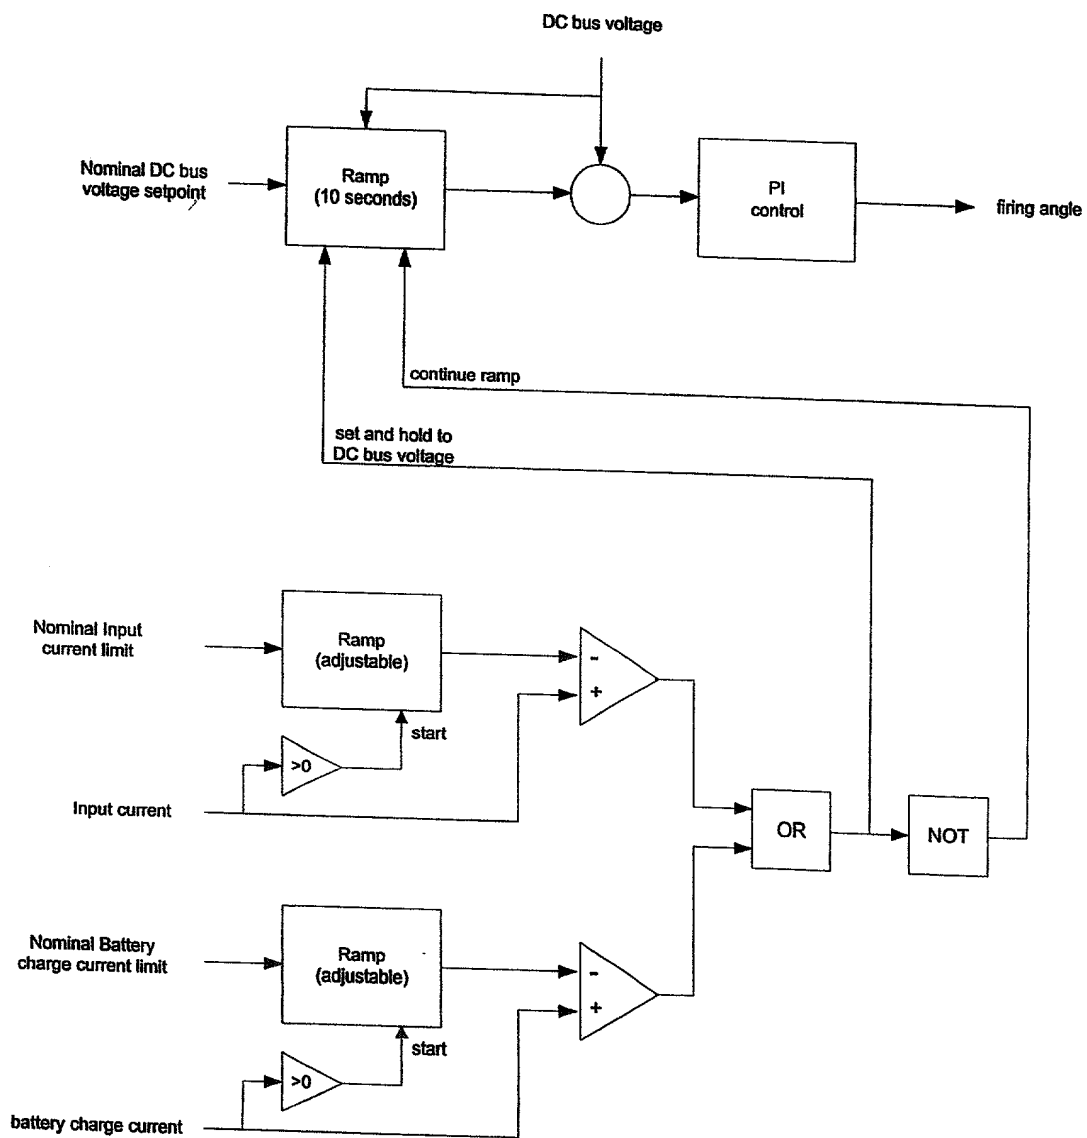 DC bus voltage
Nominal DC bus
voltage setpoint
Ramp
(10 seconds)
PI
control
firing angle
continue ramp
set and hold to
DC bus voltage
Nominal Input
current limit
Ramp
(adjustable)
-
+
start
>0
Input current
OR
NOT
Nominal Battery
charge current limit
Ramp
(adjustable)
-
+
start
>0
battery charge current